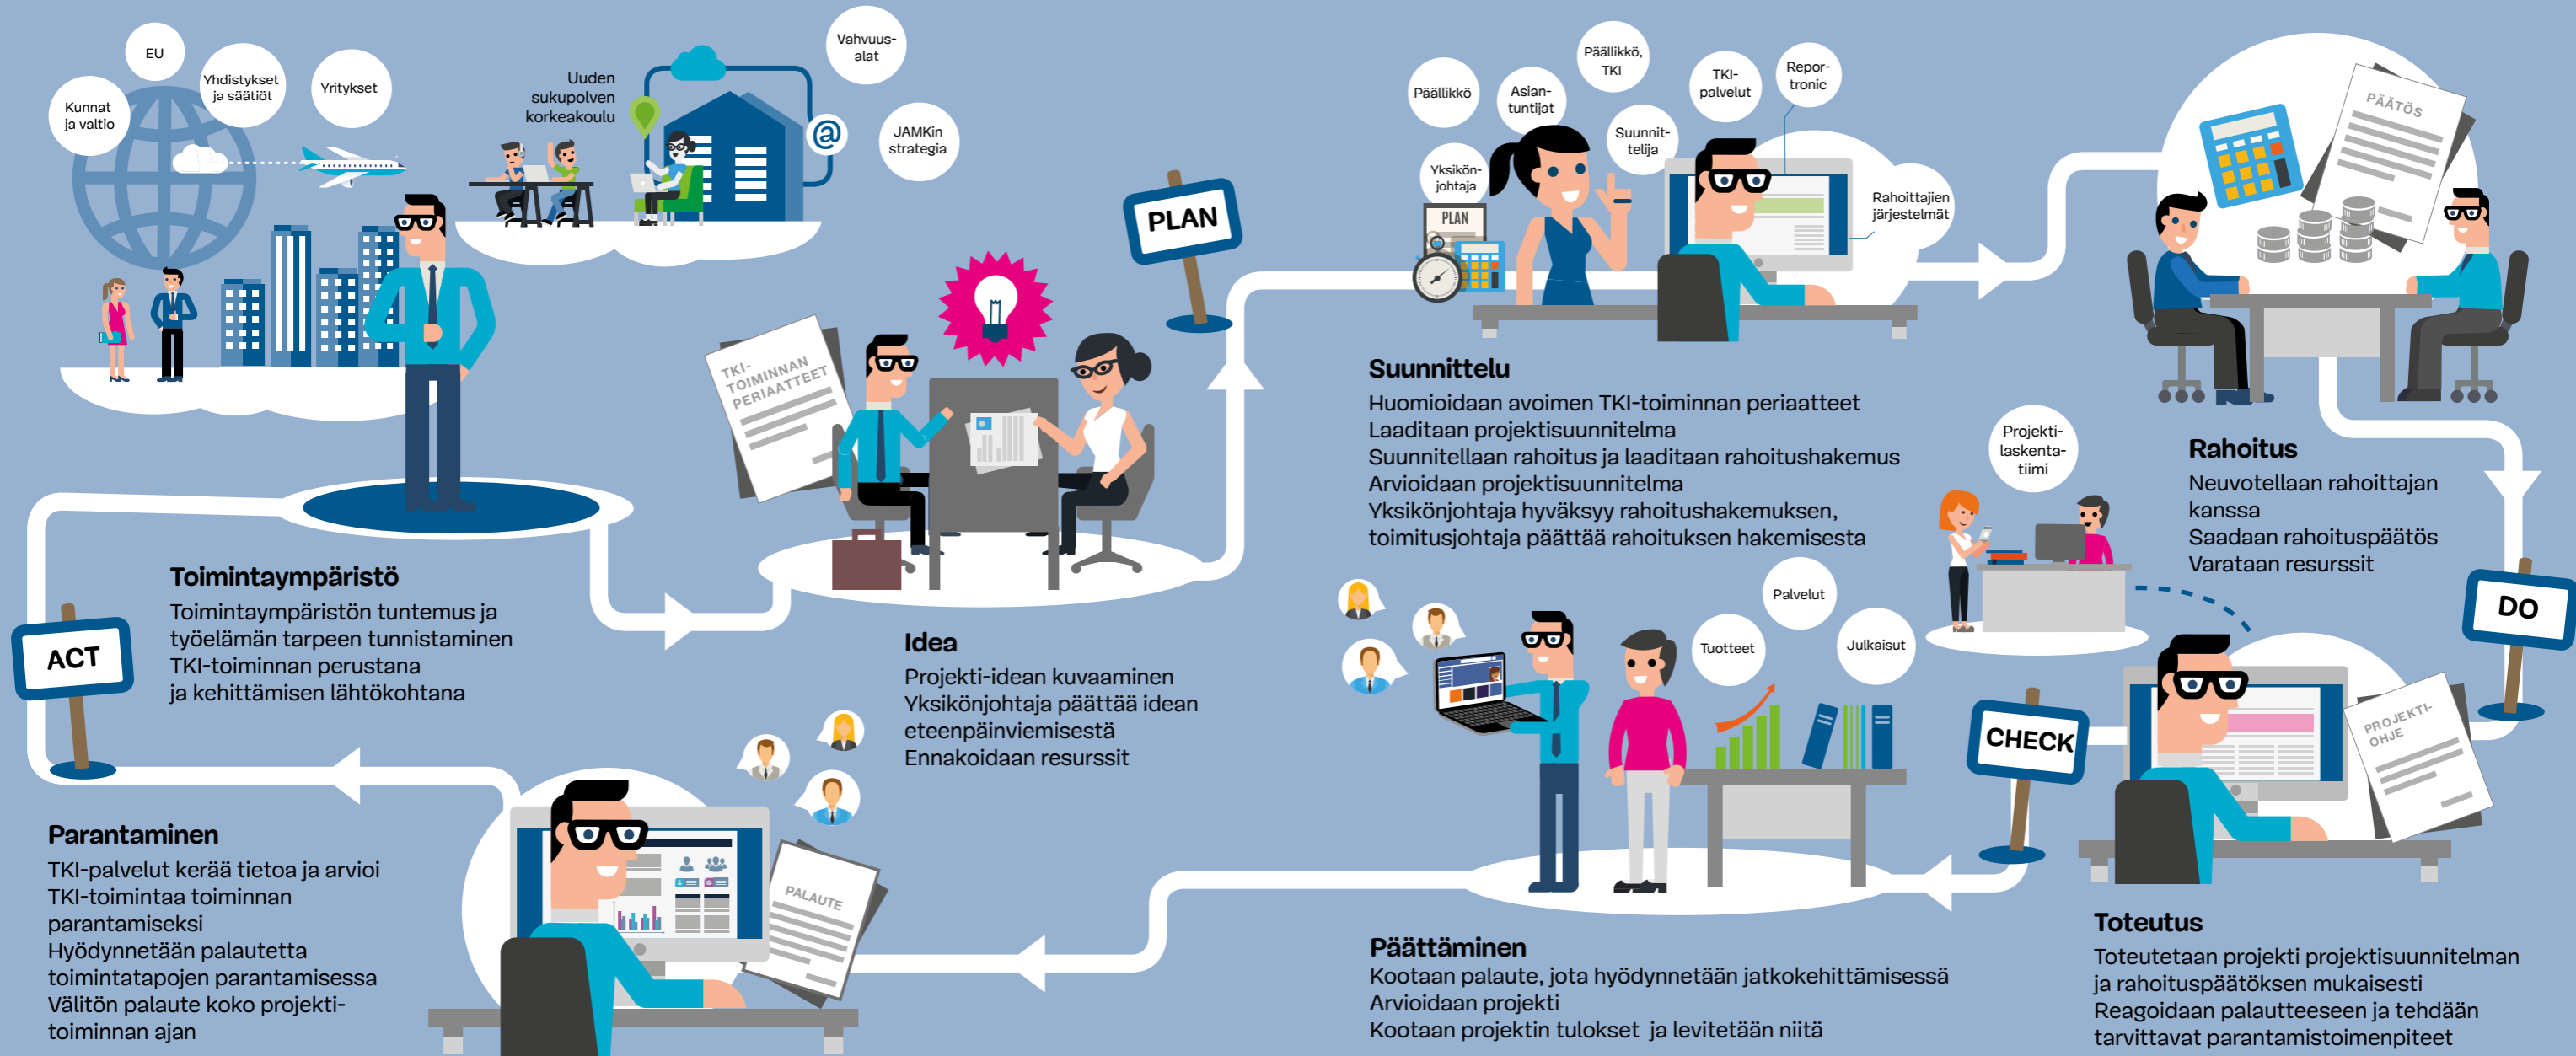 EU
Kunnat
ja valtio
Yhdistykset
ja säätiöt
Yritykset
Uuden
sukupolven
korkeakoulu
@
Vahvuus-
alat
JAMKin
strategia
Toimintaympäristö
Toimintaympäristön tuntemus ja
työelämän tarpeen tunnistaminen
TKI-toiminnan perustana
ja kehittämisen lähtökohtana
TKI-
TOIMINNAN
PERIAATTEET
Idea
Projekti-idean kuvaaminen
Yksikönjohtaja päättää idean
eteenpäinviemisestä
Ennakoidaan resurssit
PLAN
Päällikkö
Asian-
tuntijat
Päällikkö,
TKI
Suunnit-
telija
TKI-
palvelut
Repor-
tronic
Yksikön-
johtaja
PLAN
Rahoittajien
järjestelmät
Suunnittelu
Huomioidaan avoimen TKI-toiminnan periaatteet
Laaditaan projektisuunnitelma
Suunnitellaan rahoitus ja laaditaan rahoitushakemus
Arvioidaan projektisuunnitelma
Yksikönjohtaja hyväksyy rahoitushakemuksen,
toimitusjohtaja päättää rahoituksen hakemisesta
PÄÄTÖS
Rahoitus
Neuvotellaan rahoittajan
kanssa
Saadaan rahoituspäätös
Varataan resurssit
DO
Projekti-
laskenta-
tiimi
PROJEKTI-
OHJE
Toteutus
Toteutetaan projekti projektisuunnitelman
ja rahoituspäätöksen mukaisesti
Reagoidaan palautteeseen ja tehdään
tarvittavat parantamistoimenpiteet
CHECK
Tuotteet
Palvelut
Julkaisut
Päättäminen
Kootaan palaute, jota hyödynnetään jatkokehittämisessä
Arvioidaan projekti
Kootaan projektin tulokset ja levitetään niitä
PALAUTE
Parantaminen
TKI-palvelut kerää tietoa ja arvioi
TKI-toimintaa toiminnan
parantamiseksi
Hyödynnetään palautetta
toimintatapojen parantamisessa
Välitön palaute koko projekti-
toiminnan ajan
ACT